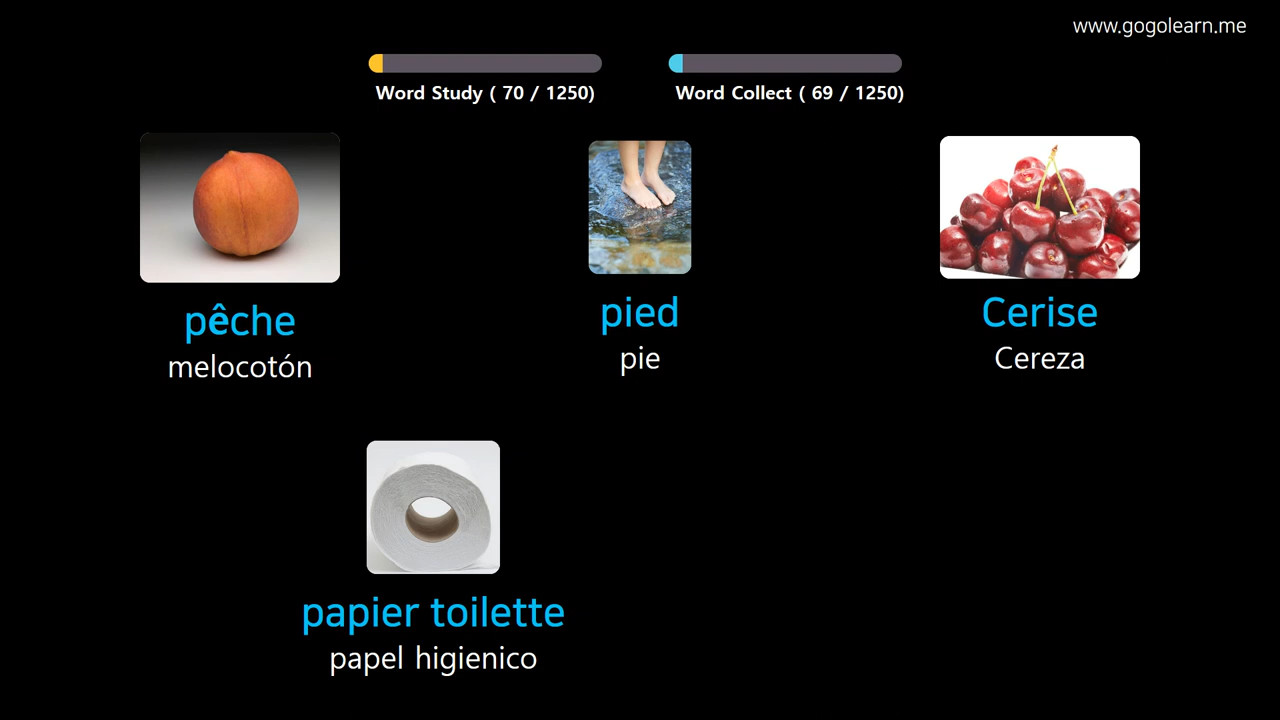 www.gogolearn.me
Word Study ( 70 / 1250)
Word Collect ( 69 / 1250)
pêche
melocotón
pied
pie
Cerise
Cereza
papier toilette
papel higienico